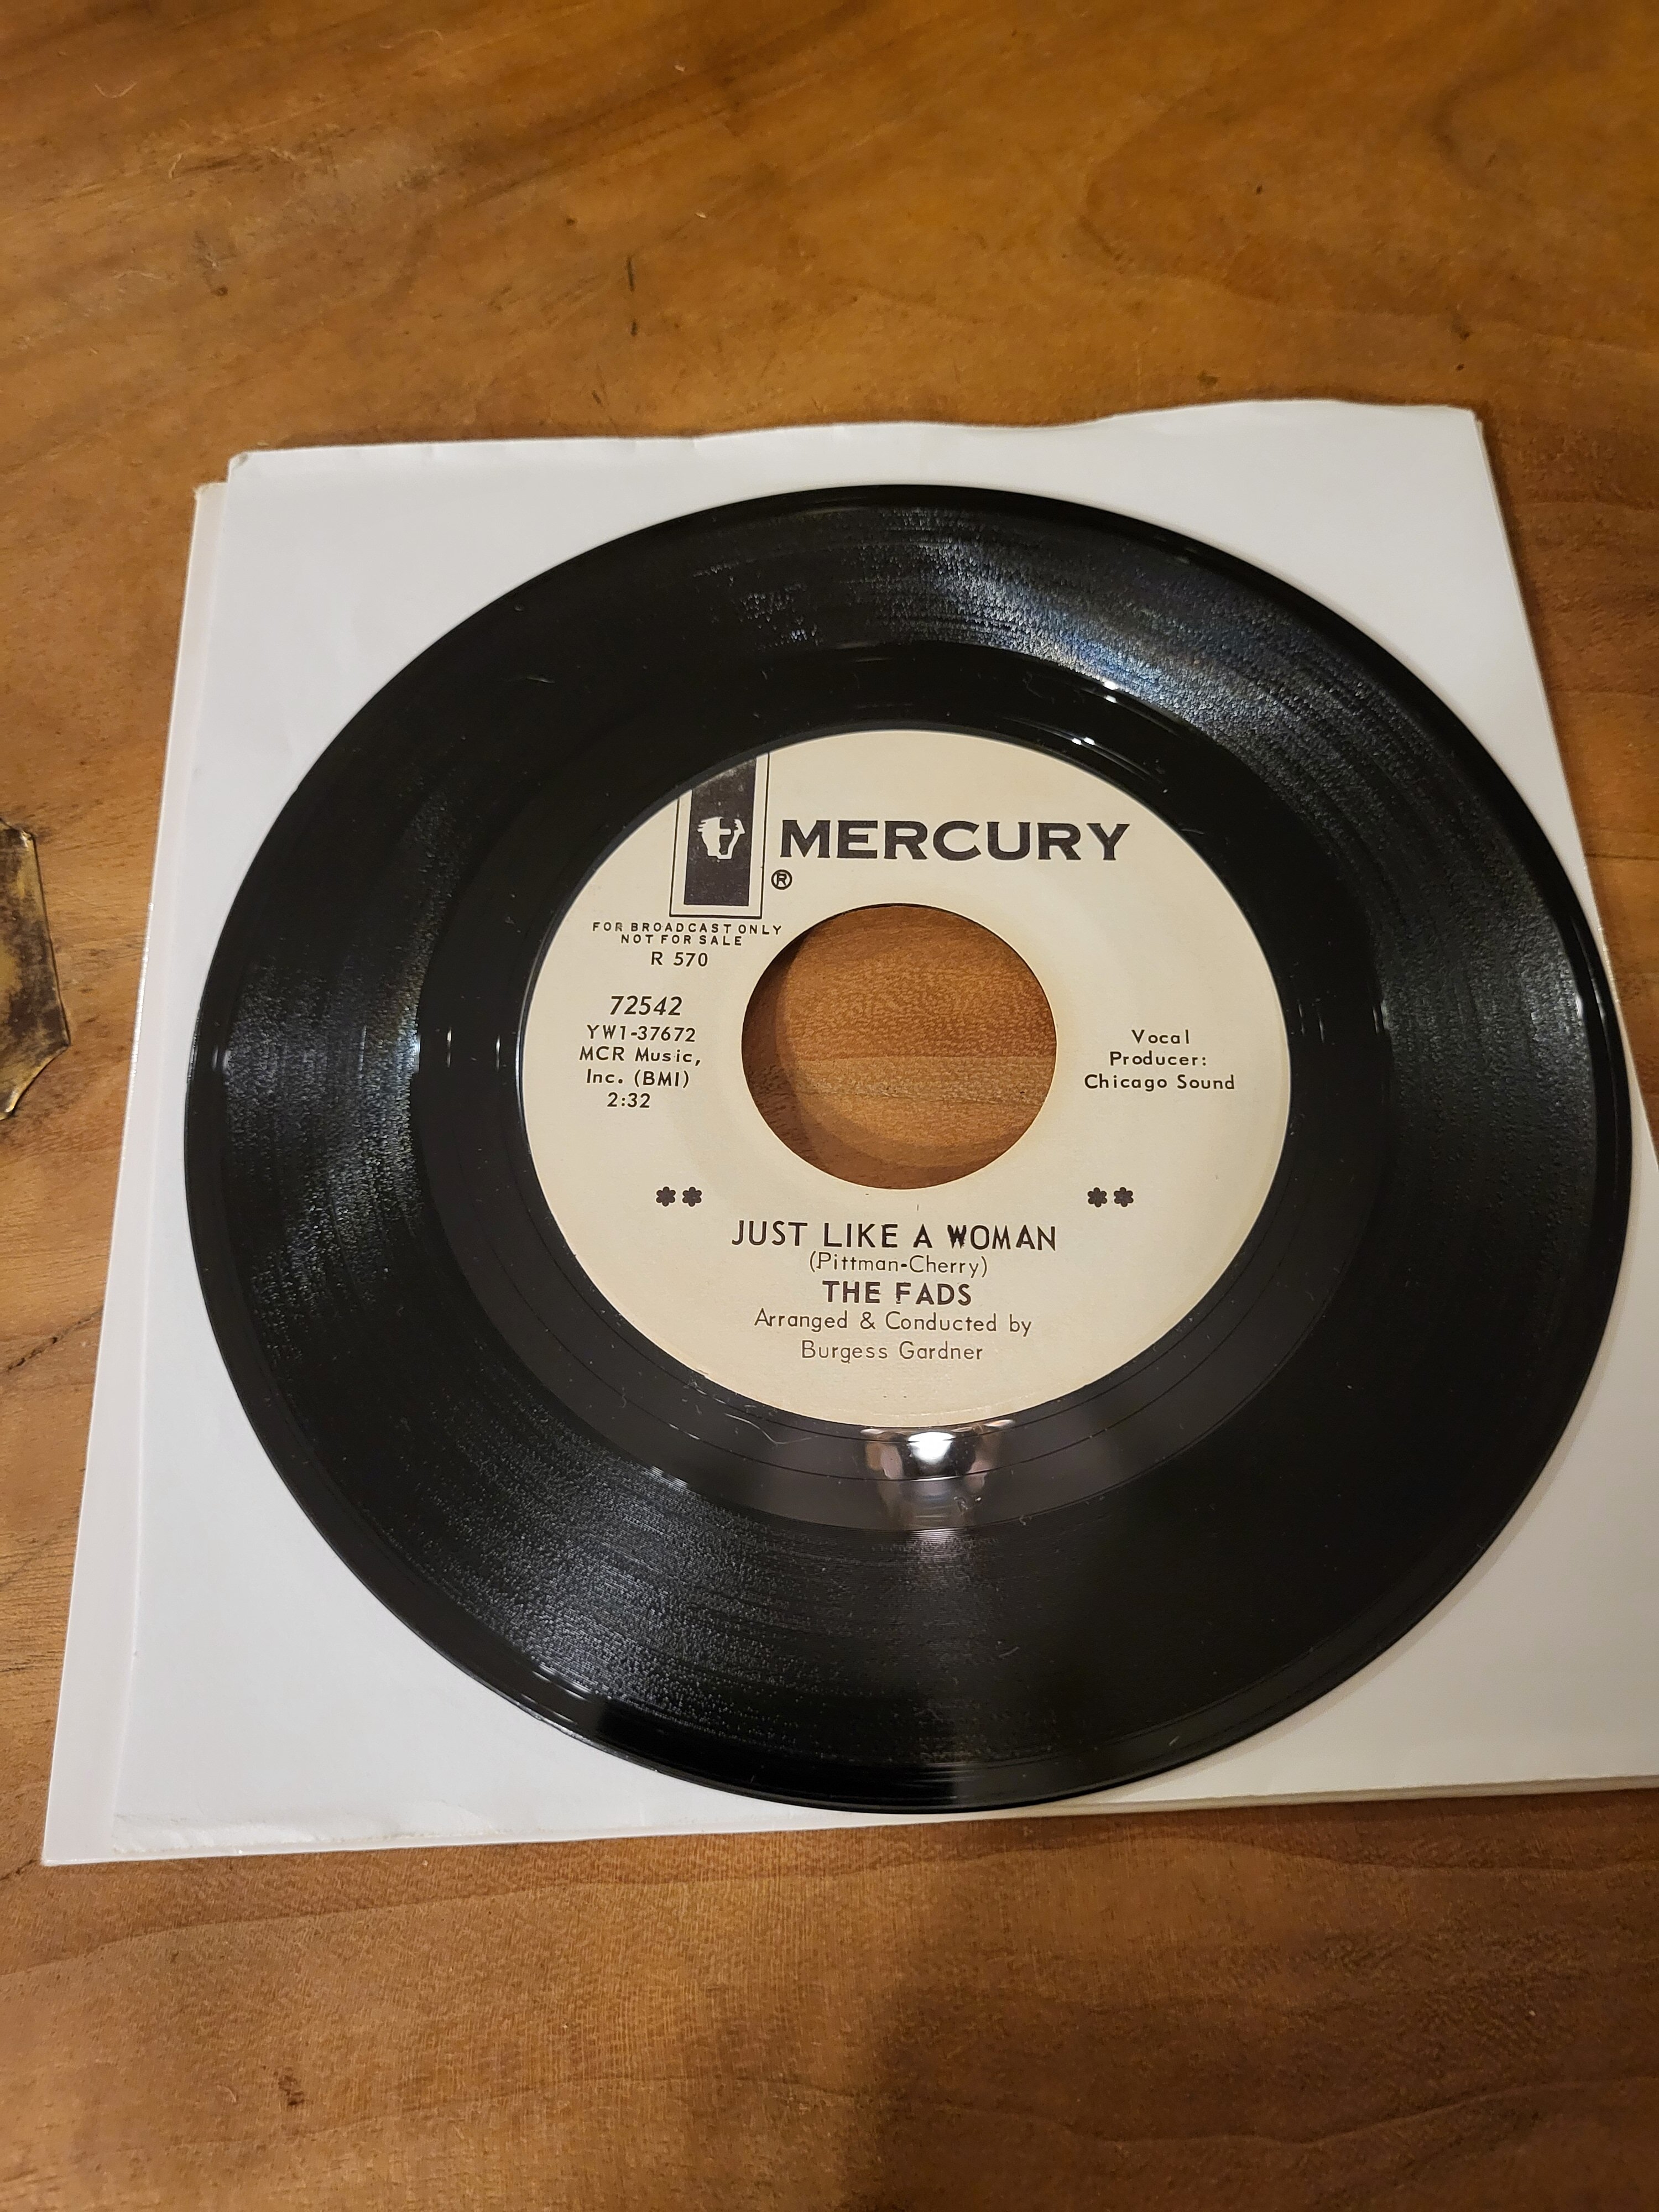 MERCURY
®
FOR BROADCAST ONLY
NOT FOR SALE
R 570
72542
YW1-37672
MCR Music,
Inc. (BMI)
2:32
Vocal
Producer:
Chicago Sound
** **
JUST LIKE A WOMAN
(Pittman-Cherry)
THE FADS
Arranged & Conducted by
Burgess Gardner